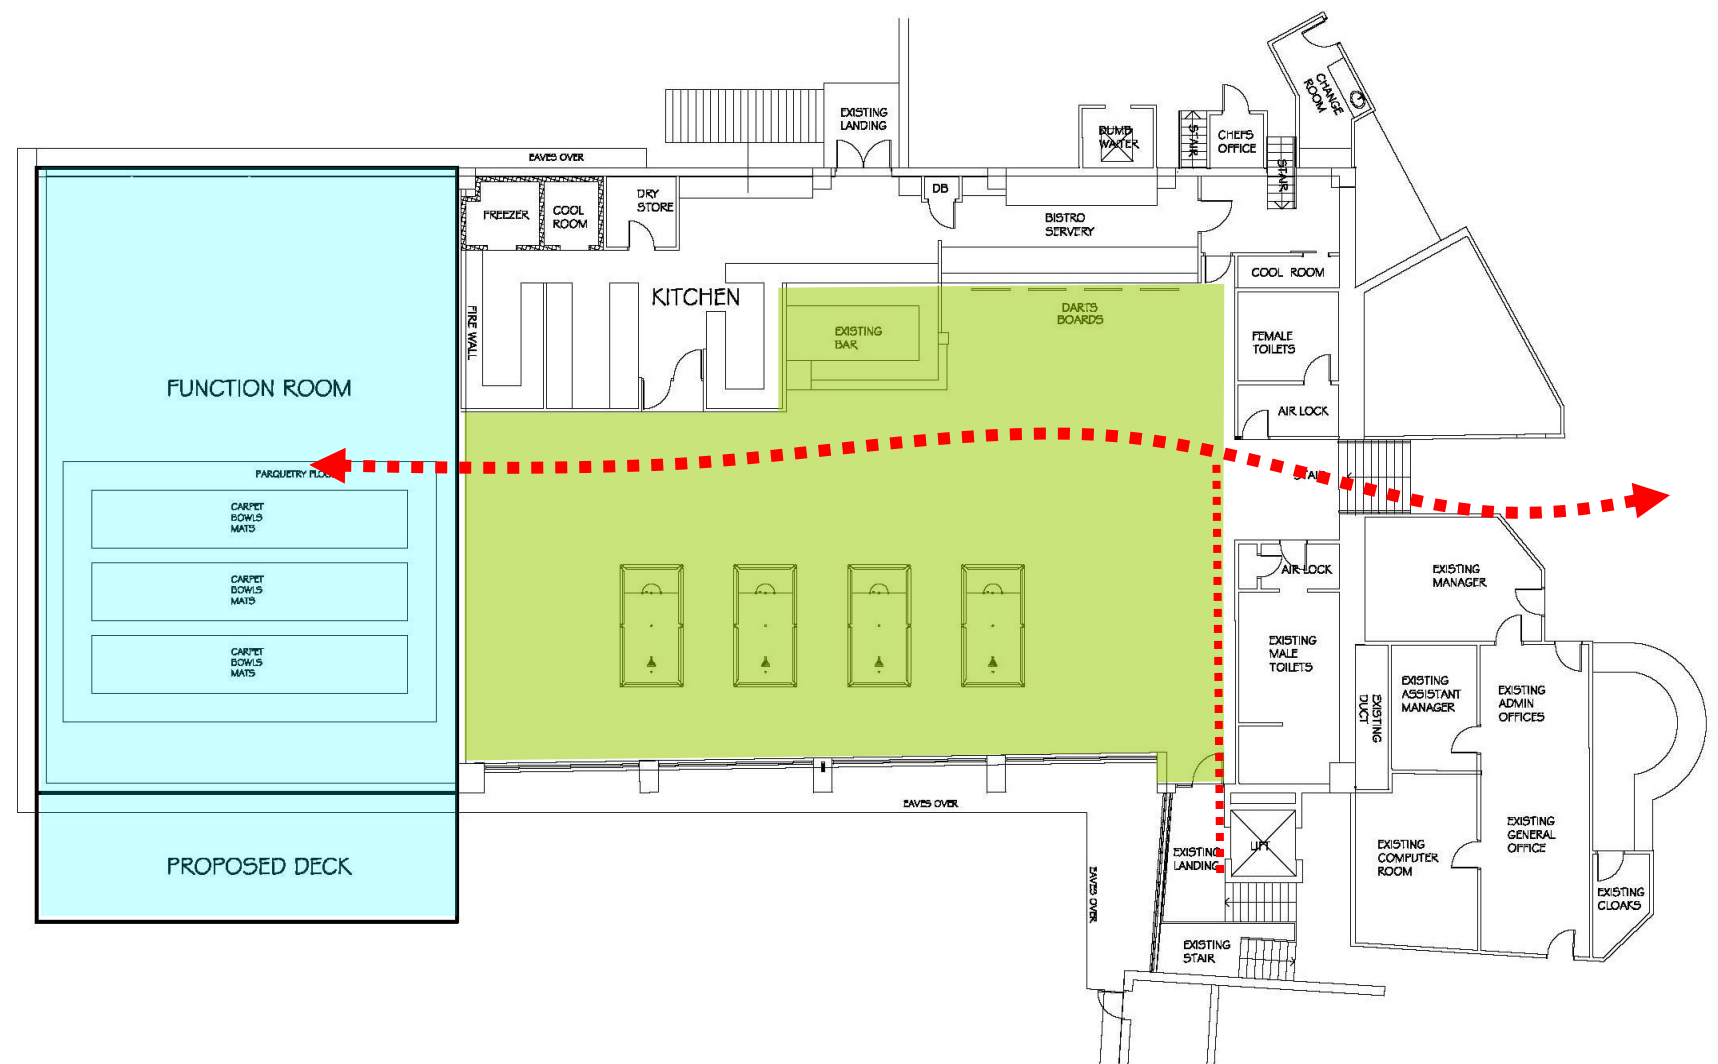 CHANGE
ROOM
EXISTING
LANDING
DUMB
WAITER
STAIR
CHEFS
OFFICE
STAIR
EAVES OVER
FREEZER
COOL
ROOM
DRY
STORE
DB
BISTRO
SERVERY
COOL ROOM
KITCHEN
FIRE WALL
EXISTING
BAR
DARTS
BOARDS
FEMALE
TOILETS
FUNCTION ROOM
AIR LOCK
PARQUETRY FLOOR
STAIR
CARPET
BOWLS
MATS
CARPET
BOWLS
MATS
CARPET
BOWLS
MATS
AIR LOCK
EXISTING
MANAGER
EXISTING
MALE
TOILETS
EXISTING
ASSISTANT
MANAGER
EXISTING
DUCT
EXISTING
ADMIN
OFFICES
EAVES OVER
EXISTING
GENERAL
OFFICE
PROPOSED DECK
EXISTING
LANDING
LIFT
EXISTING
COMPUTER
ROOM
EAVES OVER
EXISTING
CLOAKS
EXISTING
STAIR